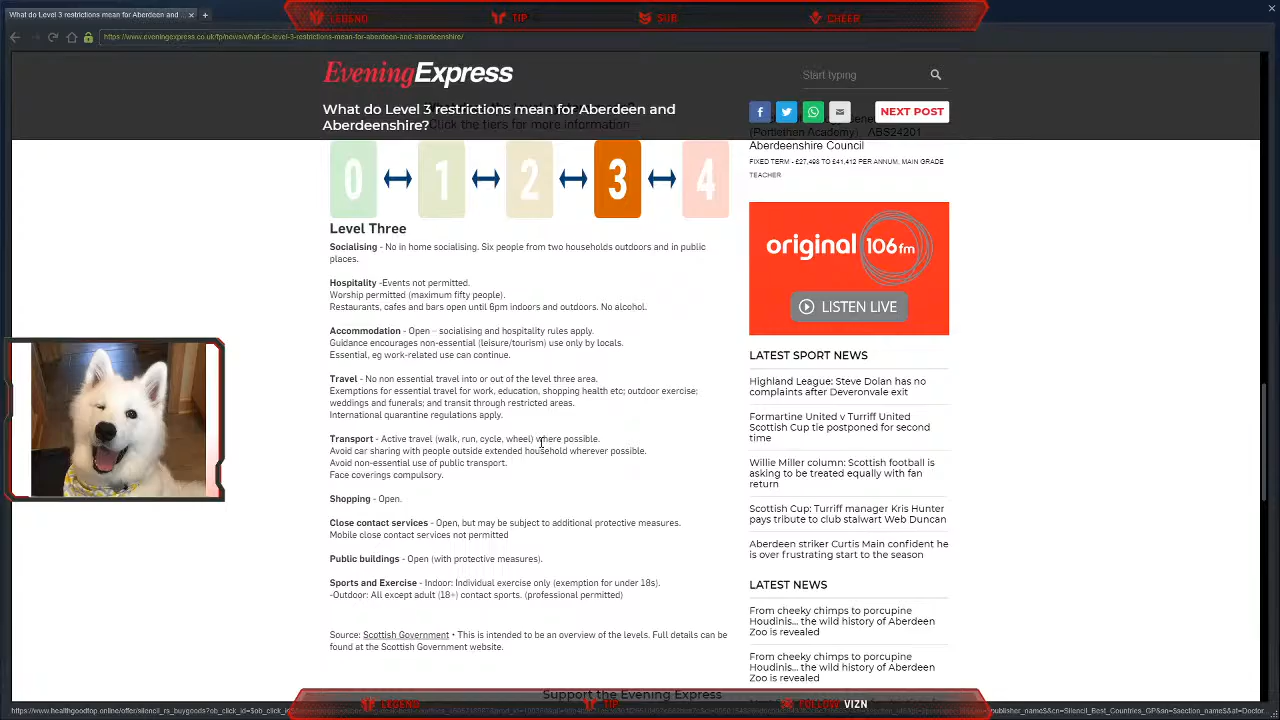 What do Level 3 restrictions mean for Aberdeen and
LEGEND
TIP
SUB
CHEER
https://www.eveningexpress.co.uk/fp/news/what-do-level-3-restrictions-mean-for-aberdeen-and-aberdeenshire/
EveningExpress
Start typing
What do Level 3 restrictions mean for Aberdeen and
Aberdeenshire?
Click the tiers for more information
NEXT POST
(Portlethen Academy) - ABS24201
Aberdeenshire Council
FIXED TERM - £27,498 TO £41,412 PER ANNUM, MAIN GRADE
TEACHER
0 1 2 3 4
Level Three
Socialising - No in home socialising. Six people from two households outdoors and in public
places.
Hospitality -Events not permitted.
Worship permitted (maximum fifty people).
Restaurants, cafes and bars open until 6pm indoors and outdoors. No alcohol.
Accommodation - Open – socialising and hospitality rules apply.
Guidance encourages non-essential (leisure/tourism) use only by locals.
Essential, eg work-related use can continue.
Travel - No non essential travel into or out of the level three area.
Exemptions for essential travel for work, education, shopping health etc; outdoor exercise;
weddings and funerals; and transit through restricted areas.
International quarantine regulations apply.
Transport - Active travel (walk, run, cycle, wheel) where possible.
Avoid car sharing with people outside extended household wherever possible.
Avoid non-essential use of public transport.
Face coverings compulsory.
Shopping - Open.
Close contact services - Open, but may be subject to additional protective measures.
Mobile close contact services not permitted
Public buildings - Open (with protective measures).
Sports and Exercise - Indoor: Individual exercise only (exemption for under 18s).
-Outdoor: All except adult (18+) contact sports. (professional permitted)
Source: Scottish Government • This is intended to be an overview of the levels. Full details can be
found at the Scottish Government website.
Support the Evening Express
original 106fm
LISTEN LIVE
LATEST SPORT NEWS
Highland League: Steve Dolan has no
complaints after Deveronvale exit
Formartine United v Turriff United
Scottish Cup tie postponed for second
time
Willie Miller column: Scottish football is
asking to be treated equally with fan
return
Scottish Cup: Turriff manager Kris Hunter
pays tribute to club stalwart Web Duncan
Aberdeen striker Curtis Main confident he
is over frustrating start to the season
LATEST NEWS
From cheeky chimps to porcupine
Houdinis... the wild history of Aberdeen
Zoo is revealed
From cheeky chimps to porcupine
Houdinis... the wild history of Aberdeen
Zoo is revealed
LEGEND
TIP
FOLLOW VIZN